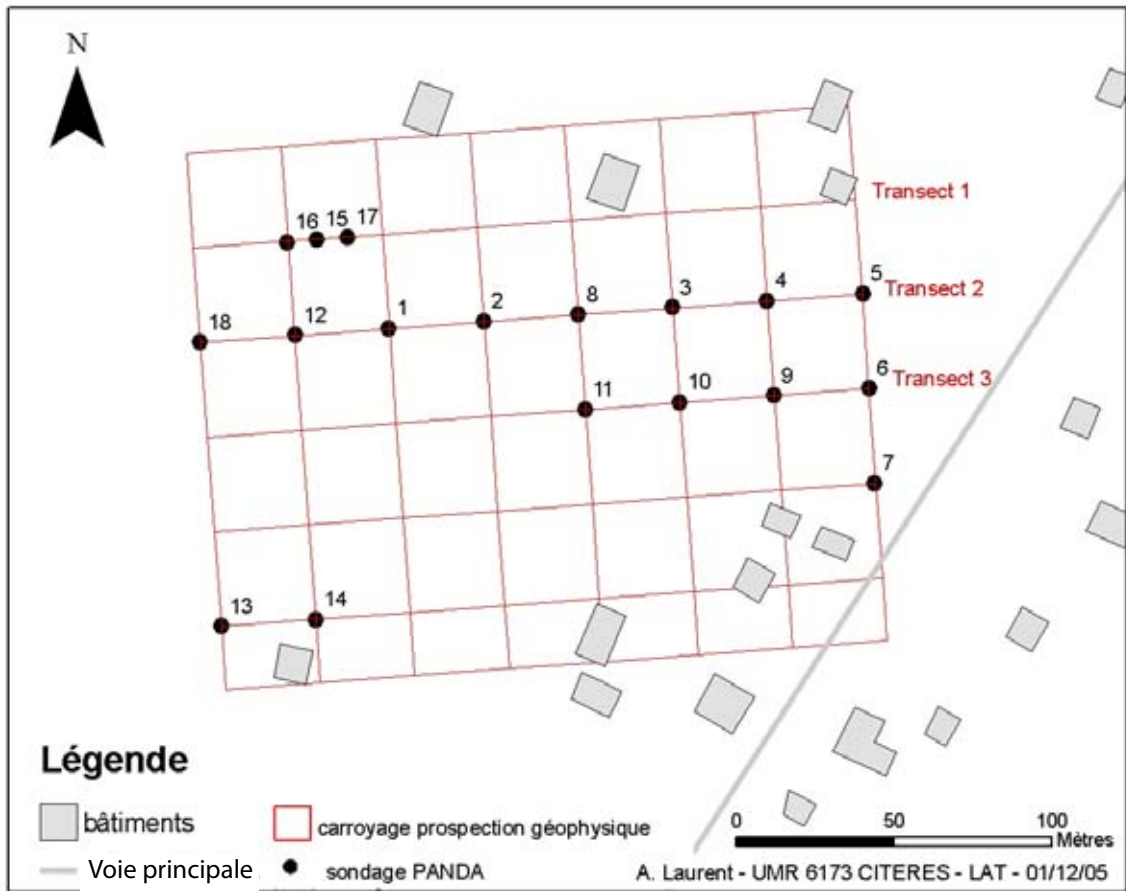 N
Transect 1
16 15 17
5
4
Transect 2
3
8
2
1
12
18
6
Transect 3
9
10
11
7
14
13
Légende
bâtiments
carroyage prospection géophysique
0 50 100
Mètres
Voie principale
sondage PANDA
A. Laurent - UMR 6173 CITERES - LAT - 01/12/05